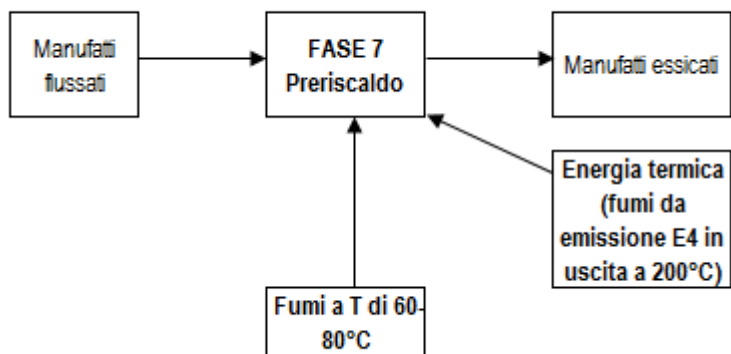 Manufatti
flussati
FASE 7
Preriscaldo
Manufatti essicati
Energia termica
(fumi da
emissione E4 in
uscita a 200°C)
Fumi a T di 60-
80°C